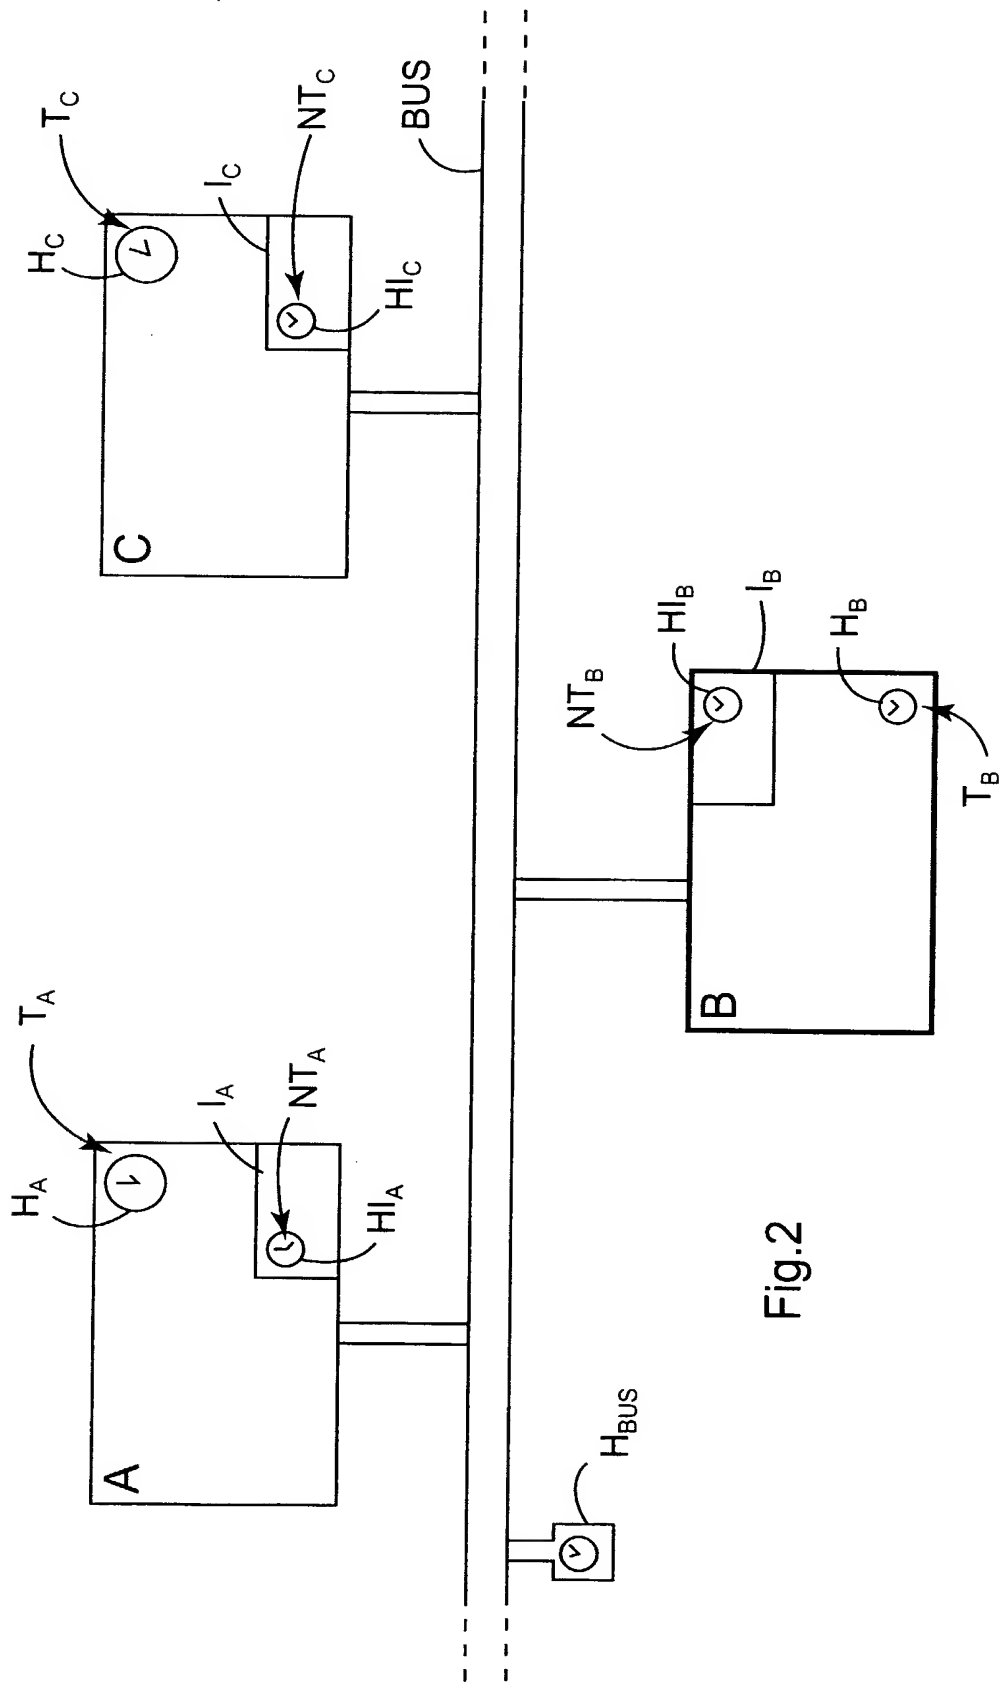 T_A
H_A
A
I_A
NT_A
HI_A
T_C
H_C
C
I_C
NT_C
HI_C
BUS
H_BUS
B
NT_B
HI_B
I_B
H_B
T_B
Fig.2